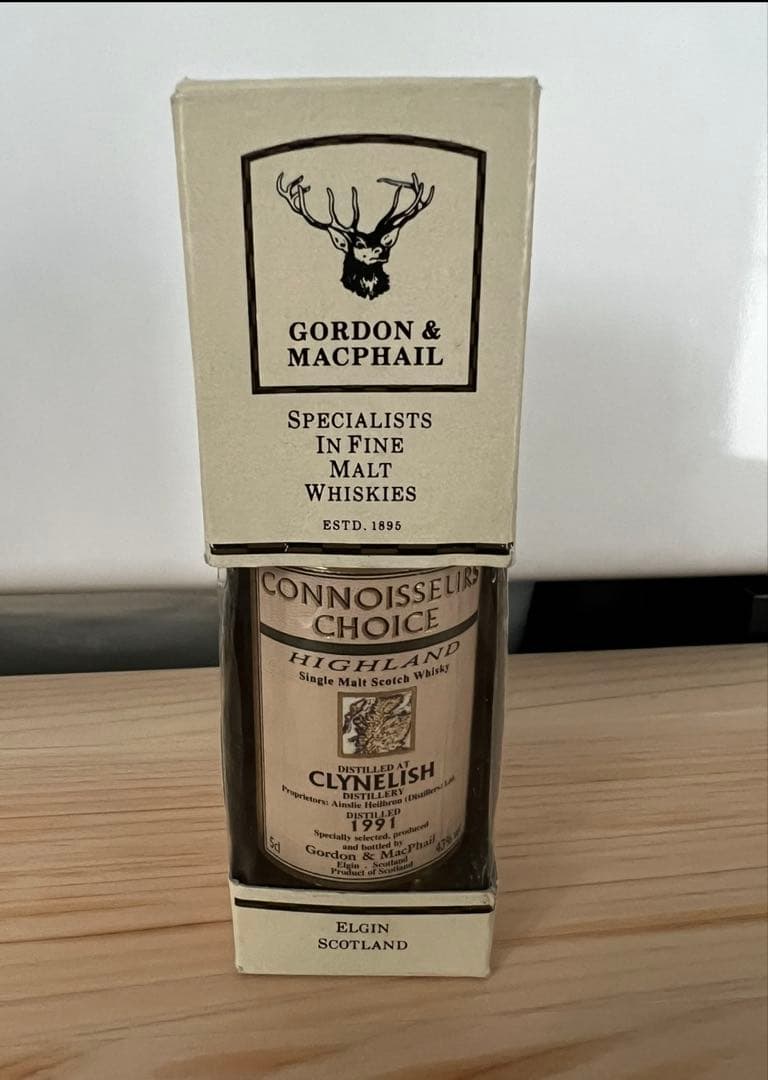 GORDON &
MACPHAIL
SPECIALISTS
IN FINE
MALT
WHISKIES
ESTD. 1895
CONNOISSEURS
CHOICE
HIGHLAND
Single Malt Scotch Whisky
DISTILLED AT
CLYNELISH
DISTILLERY
Proprietors: Ainslie Heilbron (Distillers) Ltd.
DISTILLED
1991
Specially selected, produced
and bottled by
Gordon & MacPhail
5cl
Elgin . Scotland
Product of Scotland
ELGIN
SCOTLAND